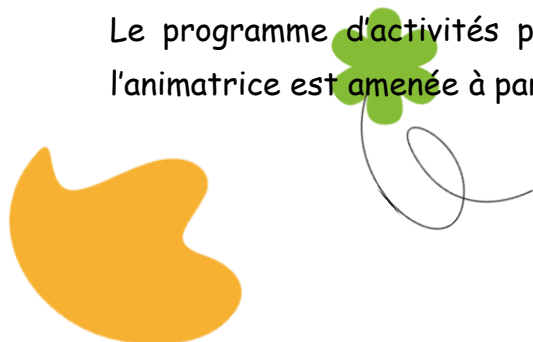 Le programme d’activités p
l’animatrice est amenée à par